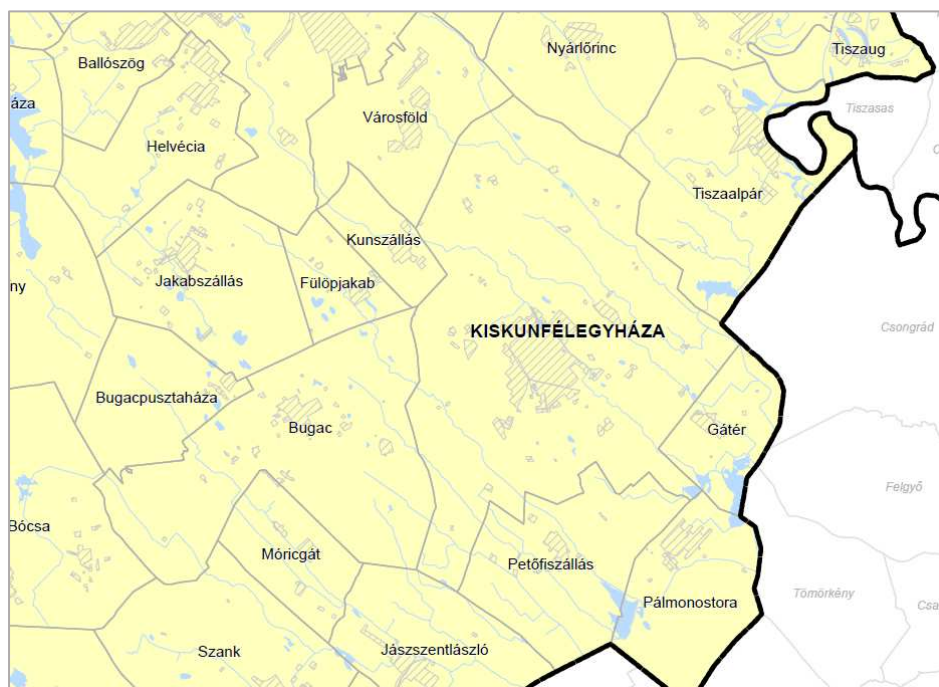 Ballószög
Nyárlőrinc
Tiszaug
áza
Városföld
Tiszasas
Helvécia
Tiszaalpár
Kunszállás
Jakabszállás
Fülöpjakab
ny
KISKUNFÉLEGYHÁZA
Csongrád
Bugacpusztaháza
Bugac
Gátér
Felgyő
Bócsa
Móricgát
Petőfiszállás
Tömörkény
Pálmonostora
Csa
Szank
Jászszentlászló